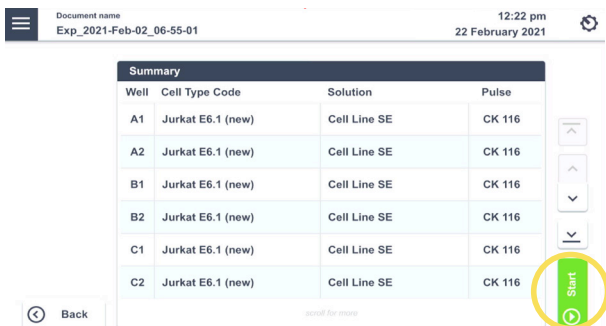 Document name
Exp_2021-Feb-02_06-55-01
12:22 pm
22 February 2021
Summary
Well Cell Type Code Solution Pulse
A1 Jurkat E6.1 (new) Cell Line SE CK 116
A2 Jurkat E6.1 (new) Cell Line SE CK 116
B1 Jurkat E6.1 (new) Cell Line SE CK 116
B2 Jurkat E6.1 (new) Cell Line SE CK 116
C1 Jurkat E6.1 (new) Cell Line SE CK 116
C2 Jurkat E6.1 (new) Cell Line SE CK 116
Start
Back
scroll for more